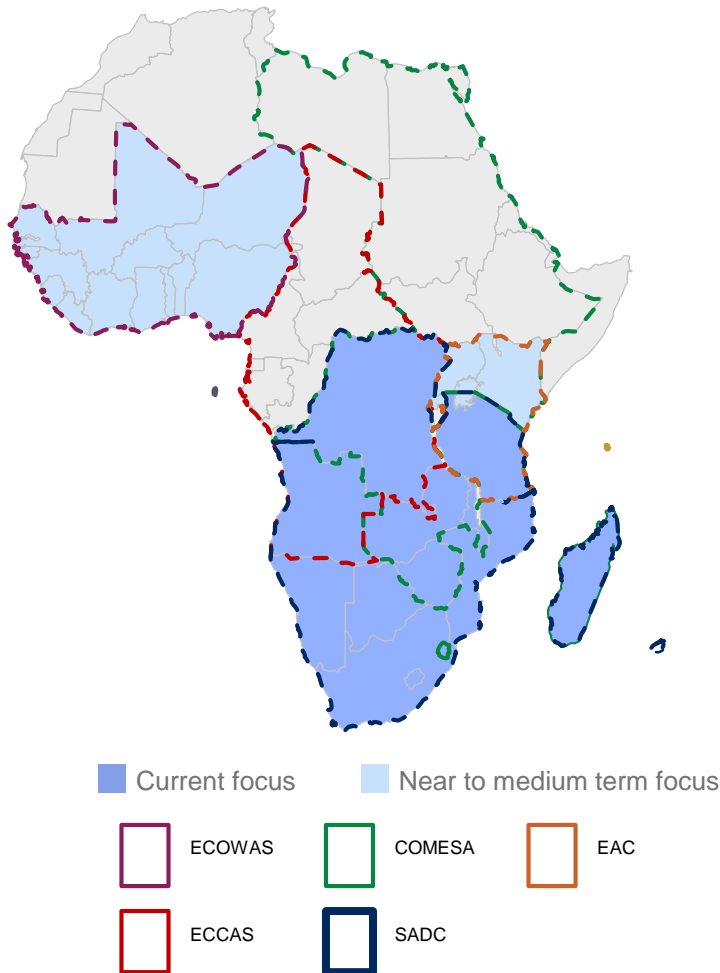 Current focus
Near to medium term focus
ECOWAS
COMESA
EAC
ECCAS
SADC